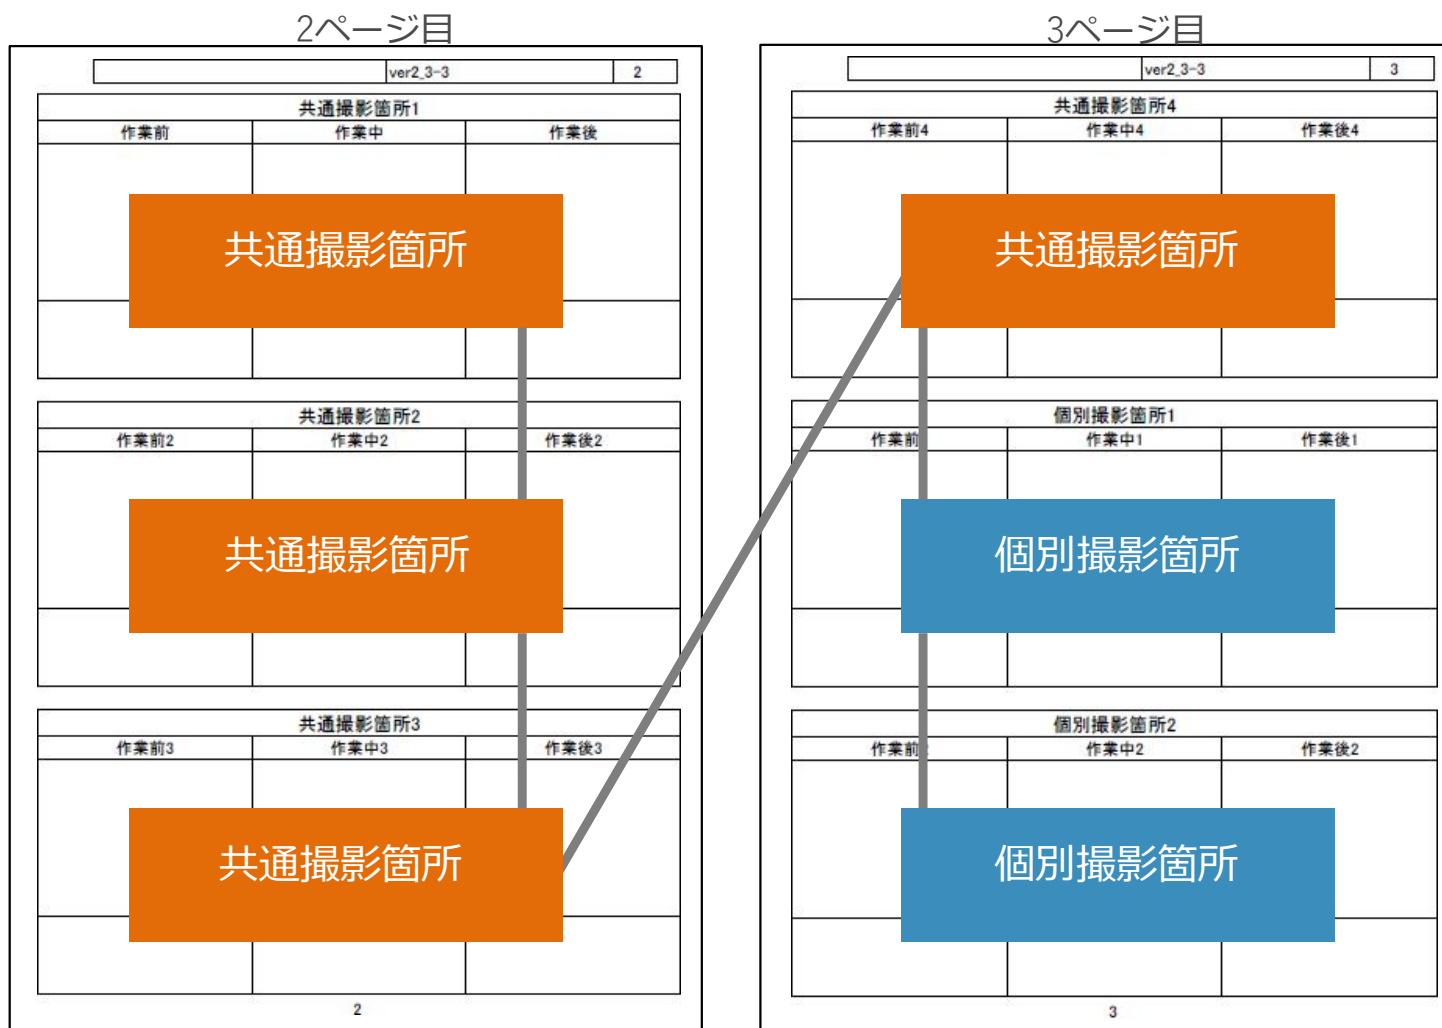 2ページ目
ver2_3-3 2
共通撮影箇所1
作業前 作業中 作業後
共通撮影箇所
共通撮影箇所2
作業前2 作業中2 作業後2
共通撮影箇所
共通撮影箇所3
作業前3 作業中3 作業後3
共通撮影箇所
2
3ページ目
ver2_3-3 3
共通撮影箇所4
作業前4 作業中4 作業後4
共通撮影箇所
個別撮影箇所1
作業前 作業中1 作業後1
個別撮影箇所
個別撮影箇所2
作業前 作業中2 作業後2
個別撮影箇所
3